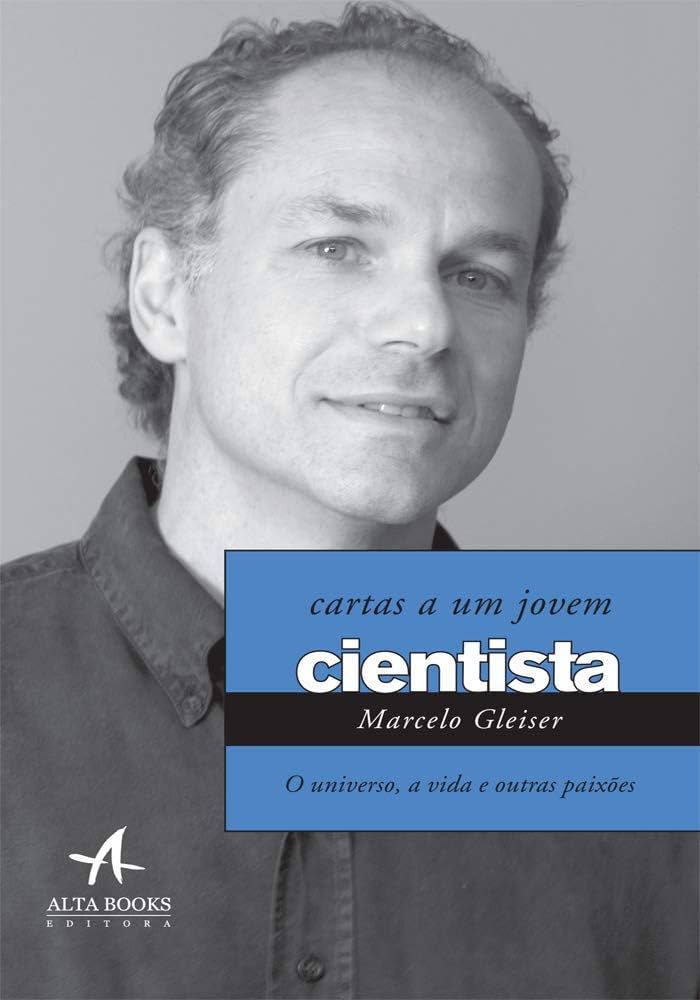 cartas a um jovem
cientista
Marcelo Gleiser
O universo, a vida e outras paixões
ALTA BOOKS
EDITORA